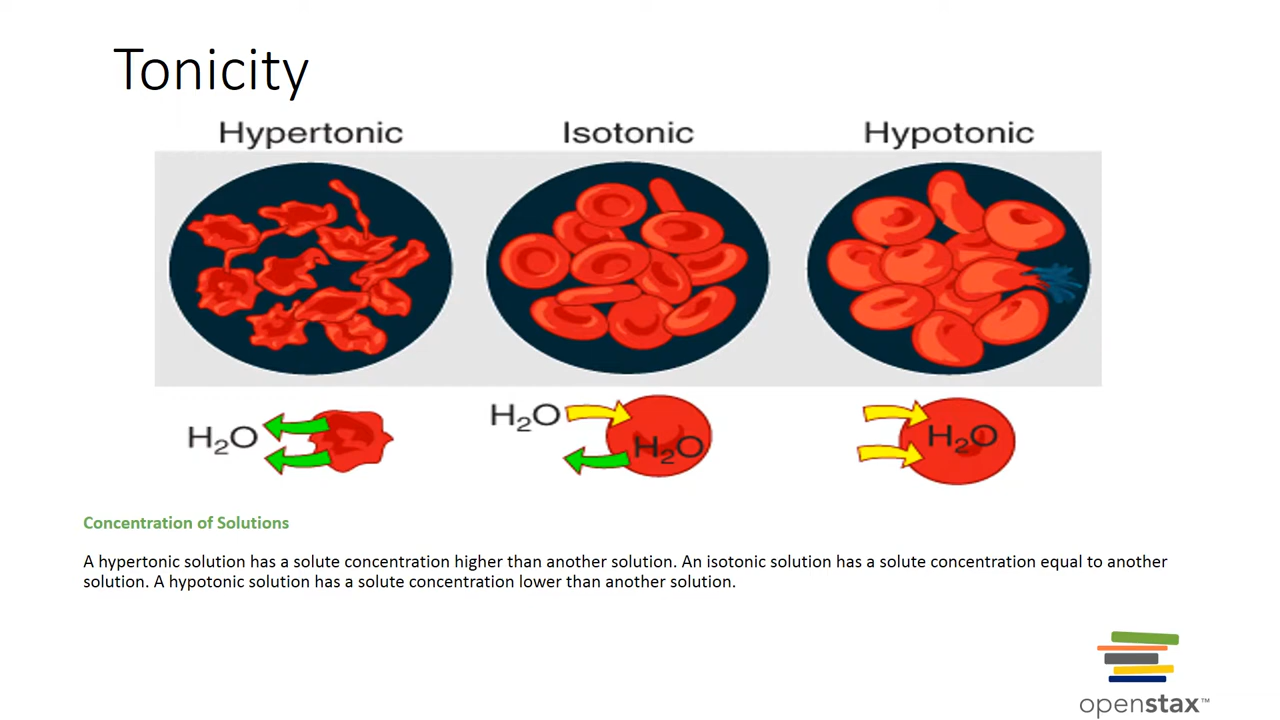 Tonicity
Hypertonic Isotonic Hypotonic
H₂O H₂O H₂O H₂O
Concentration of Solutions
A hypertonic solution has a solute concentration higher than another solution. An isotonic solution has a solute concentration equal to another
solution. A hypotonic solution has a solute concentration lower than another solution.
openstax™